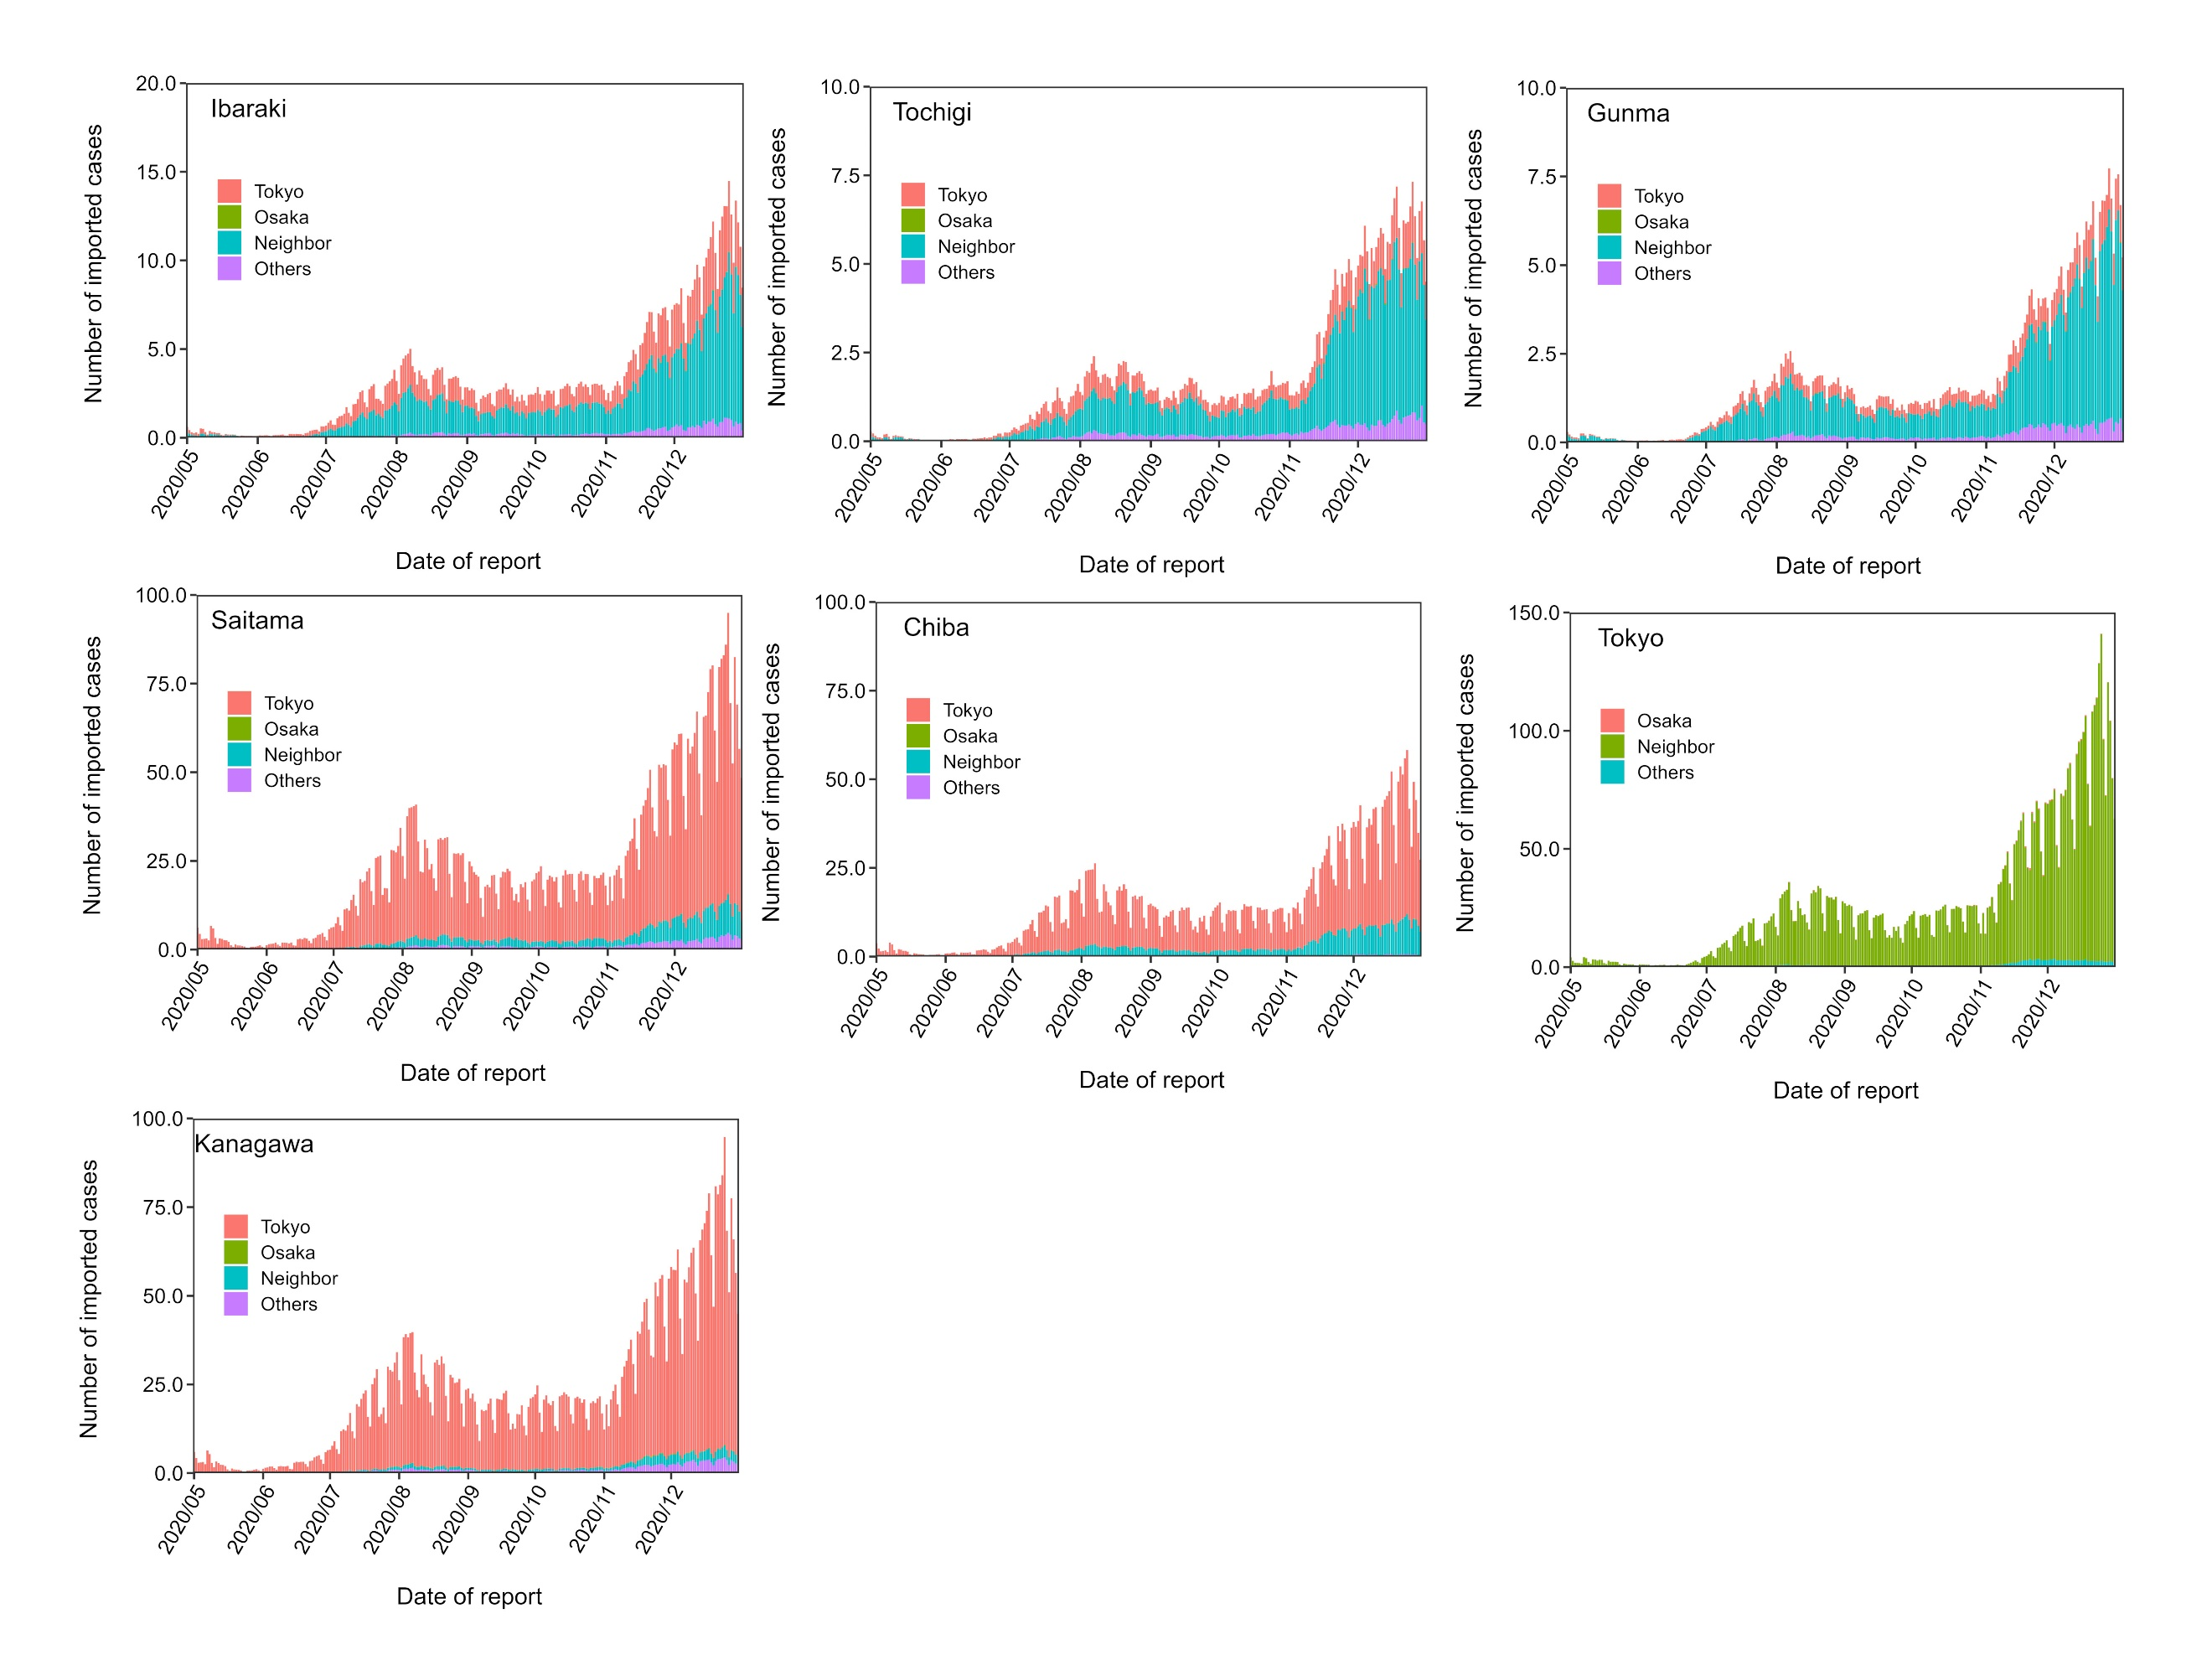 Ibaraki
Number of imported cases
20.0
15.0
10.0
5.0
0.0
Tokyo
Osaka
Neighbor
Others
2020/05
2020/06
2020/07
2020/08
2020/09
2020/10
2020/11
2020/12
Date of report
Tochigi
Number of imported cases
10.0
7.5
5.0
2.5
0.0
Tokyo
Osaka
Neighbor
Others
2020/05
2020/06
2020/07
2020/08
2020/09
2020/10
2020/11
2020/12
Date of report
Gunma
Number of imported cases
10.0
7.5
5.0
2.5
0.0
Tokyo
Osaka
Neighbor
Others
2020/05
2020/06
2020/07
2020/08
2020/09
2020/10
2020/11
2020/12
Date of report
Saitama
Number of imported cases
100.0
75.0
50.0
25.0
0.0
Tokyo
Osaka
Neighbor
Others
2020/05
2020/06
2020/07
2020/08
2020/09
2020/10
2020/11
2020/12
Date of report
Chiba
Number of imported cases
100.0
75.0
50.0
25.0
0.0
Tokyo
Osaka
Neighbor
Others
2020/05
2020/06
2020/07
2020/08
2020/09
2020/10
2020/11
2020/12
Date of report
Tokyo
Number of imported cases
150.0
100.0
50.0
0.0
Osaka
Neighbor
Others
2020/05
2020/06
2020/07
2020/08
2020/09
2020/10
2020/11
2020/12
Date of report
Kanagawa
Number of imported cases
100.0
75.0
50.0
25.0
0.0
Tokyo
Osaka
Neighbor
Others
2020/05
2020/06
2020/07
2020/08
2020/09
2020/10
2020/11
2020/12
Date of report